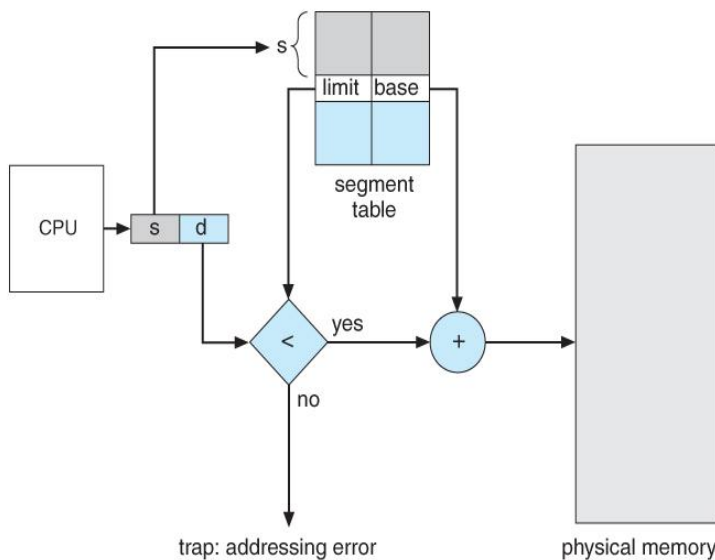 s
limit base
segment
table
CPU
s d
<
yes
+
no
trap: addressing error
physical memory